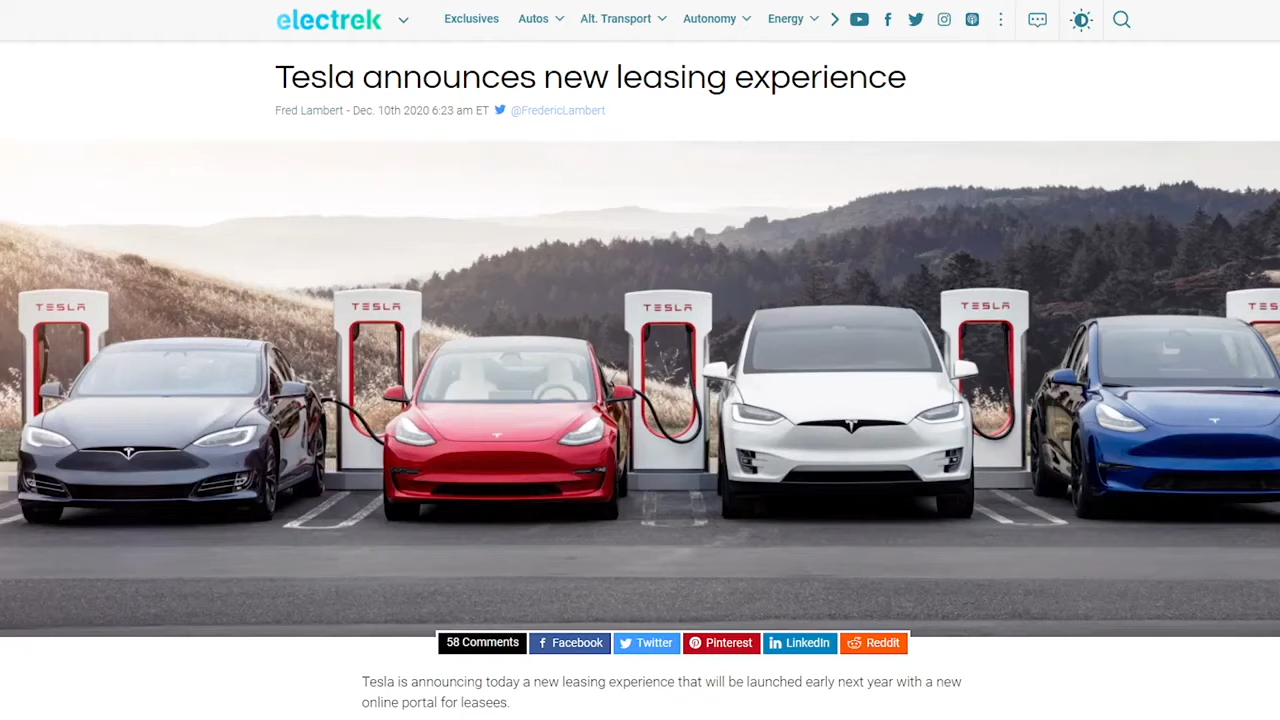 electrek
Exclusives Autos Alt. Transport Autonomy Energy
Tesla announces new leasing experience
Fred Lambert - Dec. 10th 2020 6:23 am ET @FredericLambert
TESLA TESLA TESLA TESLA TES
58 Comments Facebook Twitter Pinterest LinkedIn Reddit
Tesla is announcing today a new leasing experience that will be launched early next year with a new
online portal for leasees.